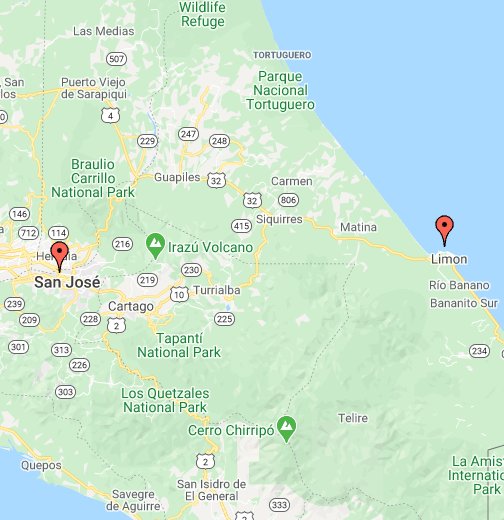 Wildlife
Refuge
Las Medias
507
TORTUGUERO
, San
los
Puerto Viejo
de Sarapiqui
Parque
Nacional
Tortuguero
4
247
229
248
Braulio
Carrillo
National Park
Guapiles
32
Carmen
32
806
146
415
Siquirres
712
114
Matina
216
Irazú Volcano
Limon
San José
219
230
Río Banano
239
10
Turrialba
Bananito Sur
Cartago
209
228
2
225
301
313
Tapantí
National Park
234
226
303
Los Quetzales
National Park
Telire
Cerro Chirripó
2
Quepos
La Amis
Internation
Park
San Isidro de
El General
Savegre
de Aguirre
333
243